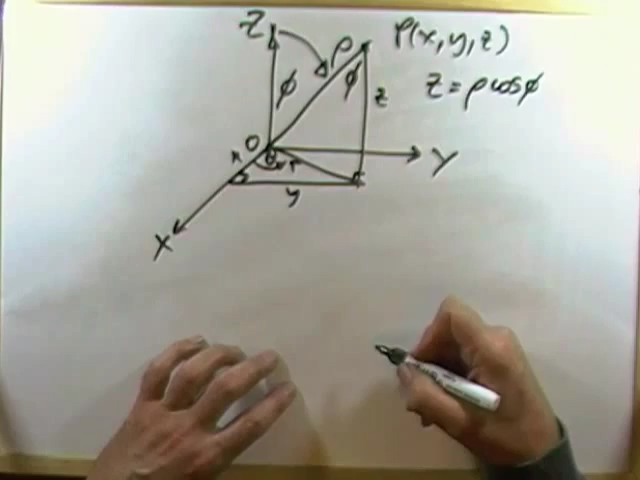 Z
ρ
P(x, y, z)
φ
φ
z
z = ρ cos φ
O
x
θ
r
Y
y
X